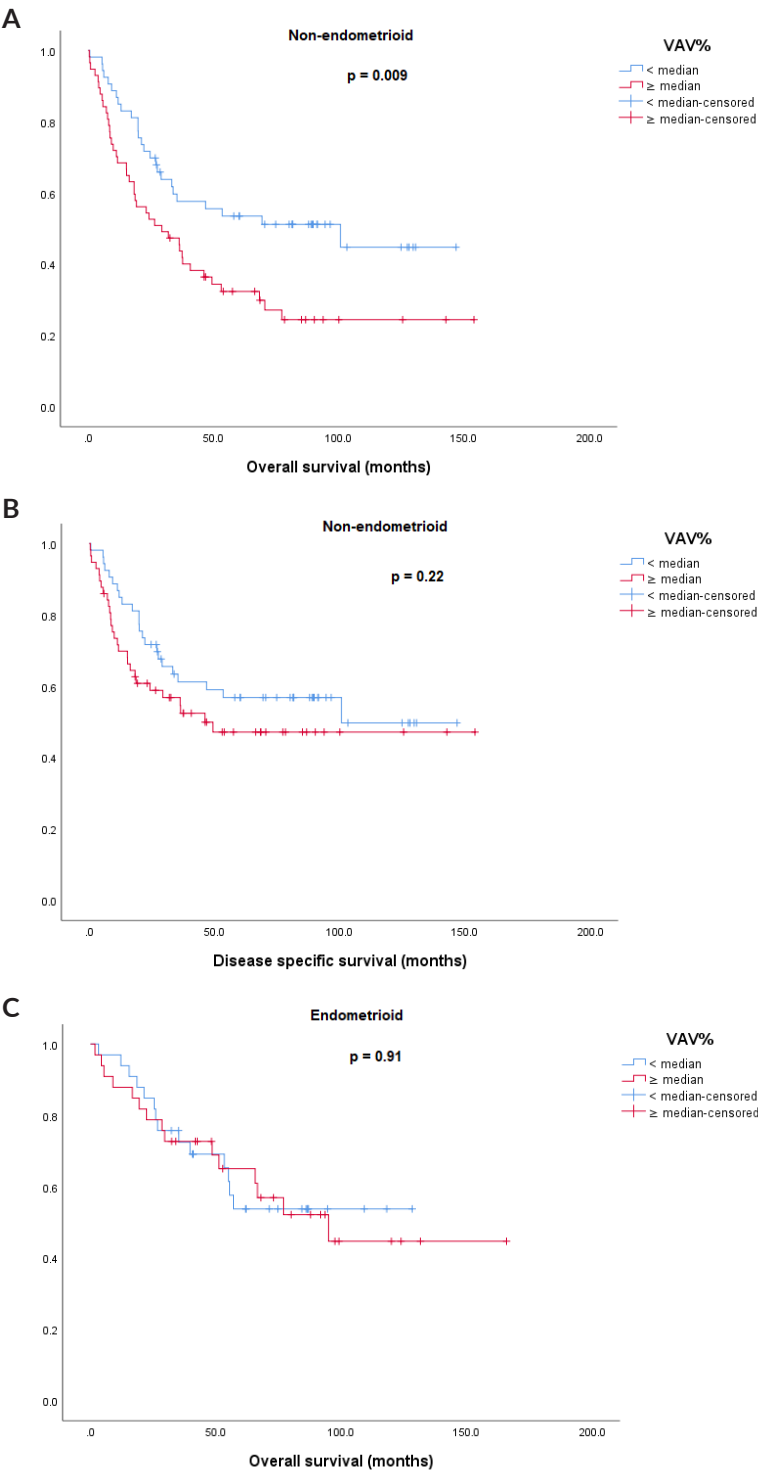 A
Non-endometrioid
p = 0.009
VAV%
< median
≥ median
< median-censored
≥ median-censored
1.0
0.8
0.6
0.4
0.2
0.0
.0 50.0 100.0 150.0 200.0
Overall survival (months)
B
Non-endometrioid
p = 0.22
VAV%
< median
≥ median
< median-censored
≥ median-censored
1.0
0.8
0.6
0.4
0.2
0.0
.0 50.0 100.0 150.0 200.0
Disease specific survival (months)
C
Endometrioid
p = 0.91
VAV%
< median
≥ median
< median-censored
≥ median-censored
1.0
0.8
0.6
0.4
0.2
0.0
.0 50.0 100.0 150.0 200.0
Overall survival (months)